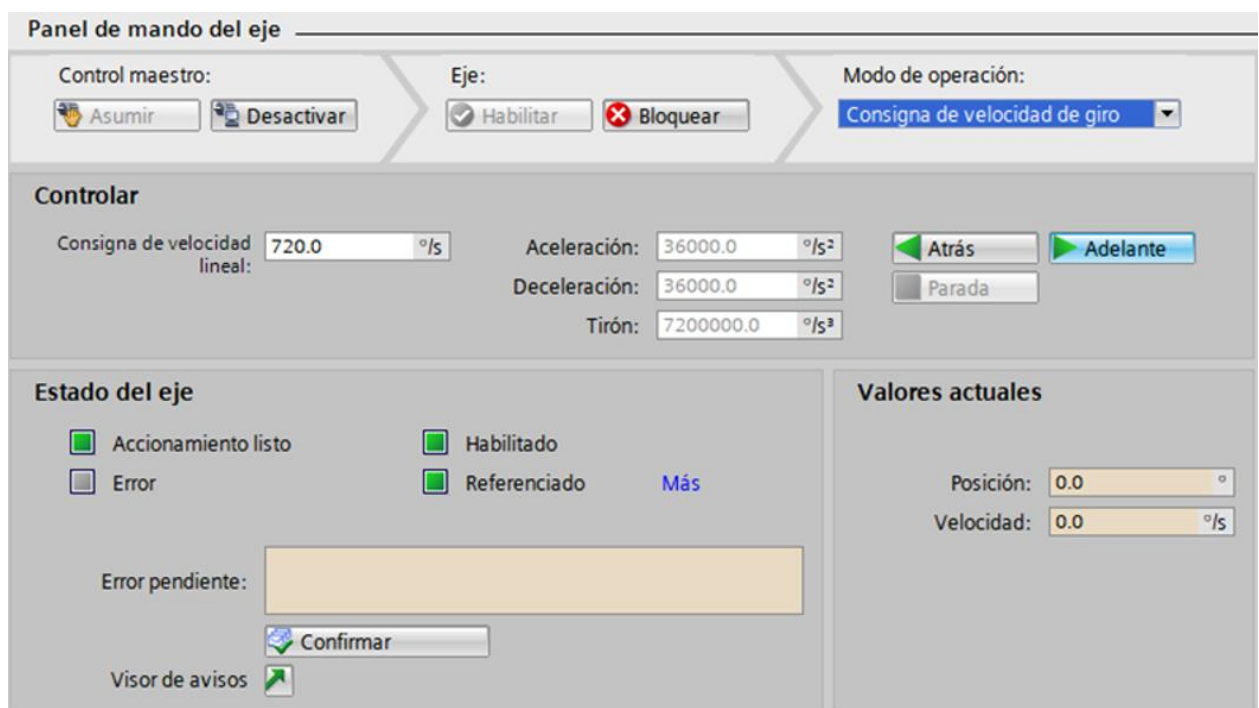 Panel de mando del eje
Control maestro:
Asumir
Desactivar
Eje:
Habilitar
Bloquear
Modo de operación:
Consigna de velocidad de giro
Controlar
Consigna de velocidad
lineal:
720.0 °/s
Aceleración: 36000.0 °/s²
Deceleración: 36000.0 °/s²
Tirón: 7200000.0 °/s³
Atrás
Adelante
Parada
Estado del eje
Accionamiento listo
Habilitado
Error
Referenciado
Más
Error pendiente:
Confirmar
Visor de avisos
Valores actuales
Posición: 0.0 °
Velocidad: 0.0 °/s